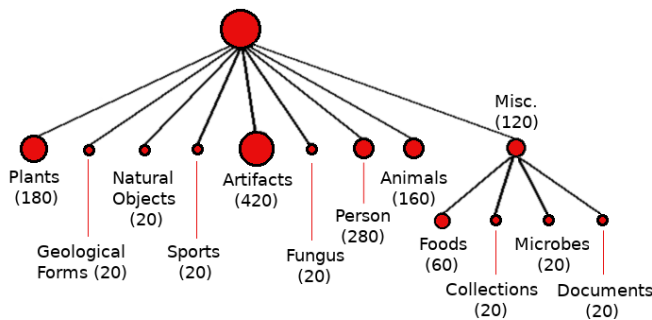 Misc.
(120)
Plants
(180)
Geological
Forms (20)
Natural
Objects
(20)
Sports
(20)
Artifacts
(420)
Fungus
(20)
Person
(280)
Animals
(160)
Foods
(60)
Collections
(20)
Microbes
(20)
Documents
(20)